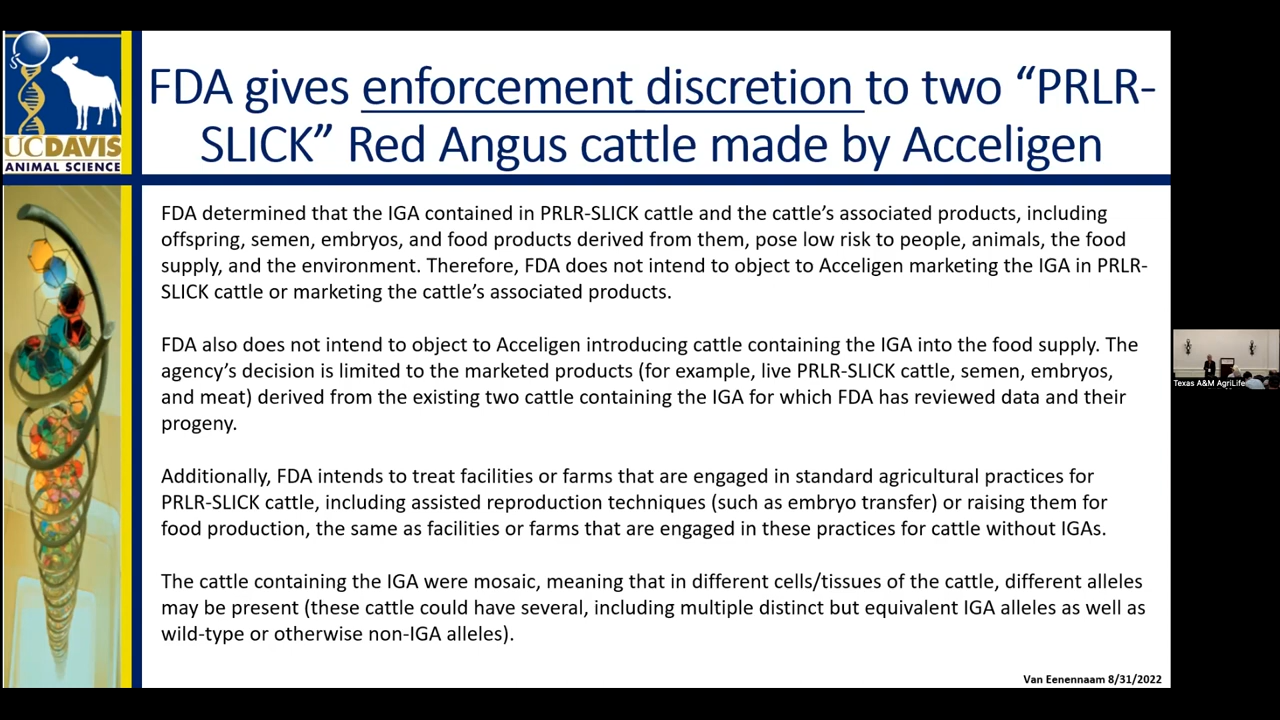 UCDAVIS
ANIMAL SCIENCE
FDA gives enforcement discretion to two “PRLR-
SLICK” Red Angus cattle made by Acceligen
FDA determined that the IGA contained in PRLR-SLICK cattle and the cattle’s associated products, including
offspring, semen, embryos, and food products derived from them, pose low risk to people, animals, the food
supply, and the environment. Therefore, FDA does not intend to object to Acceligen marketing the IGA in PRLR-
SLICK cattle or marketing the cattle’s associated products.
FDA also does not intend to object to Acceligen introducing cattle containing the IGA into the food supply. The
agency’s decision is limited to the marketed products (for example, live PRLR-SLICK cattle, semen, embryos,
and meat) derived from the existing two cattle containing the IGA for which FDA has reviewed data and their
progeny.
Additionally, FDA intends to treat facilities or farms that are engaged in standard agricultural practices for
PRLR-SLICK cattle, including assisted reproduction techniques (such as embryo transfer) or raising them for
food production, the same as facilities or farms that are engaged in these practices for cattle without IGAs.
The cattle containing the IGA were mosaic, meaning that in different cells/tissues of the cattle, different alleles
may be present (these cattle could have several, including multiple distinct but equivalent IGA alleles as well as
wild-type or otherwise non-IGA alleles).
Van Eenennaam 8/31/2022
Texas A&M AgriLife